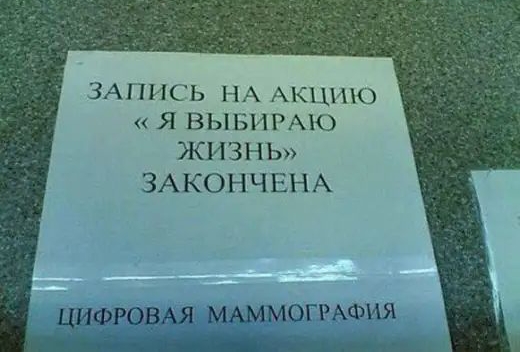 ЗАПИСЬ НА АКЦИЮ
« Я ВЫБИРАЮ
ЖИЗНЬ»
ЗАКОНЧЕНА
ЦИФРОВАЯ МАММОГРАФИЯ